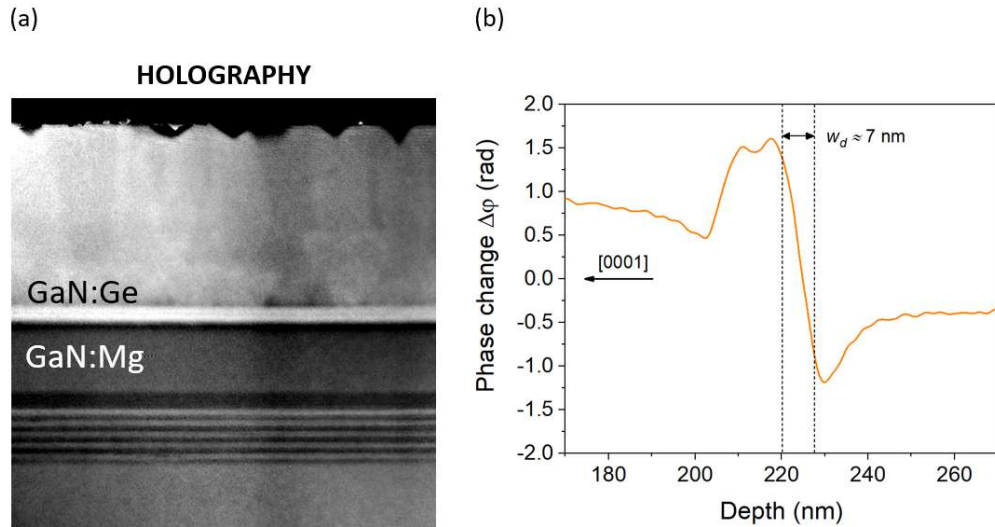 (a)
HOLOGRAPHY
GaN:Ge
GaN:Mg
(b)
Phase change Δφ (rad)
2.0
1.5
1.0
0.5
0.0
-0.5
-1.0
-1.5
-2.0
w_d ≈ 7 nm
[0001]
180 200 220 240 260
Depth (nm)